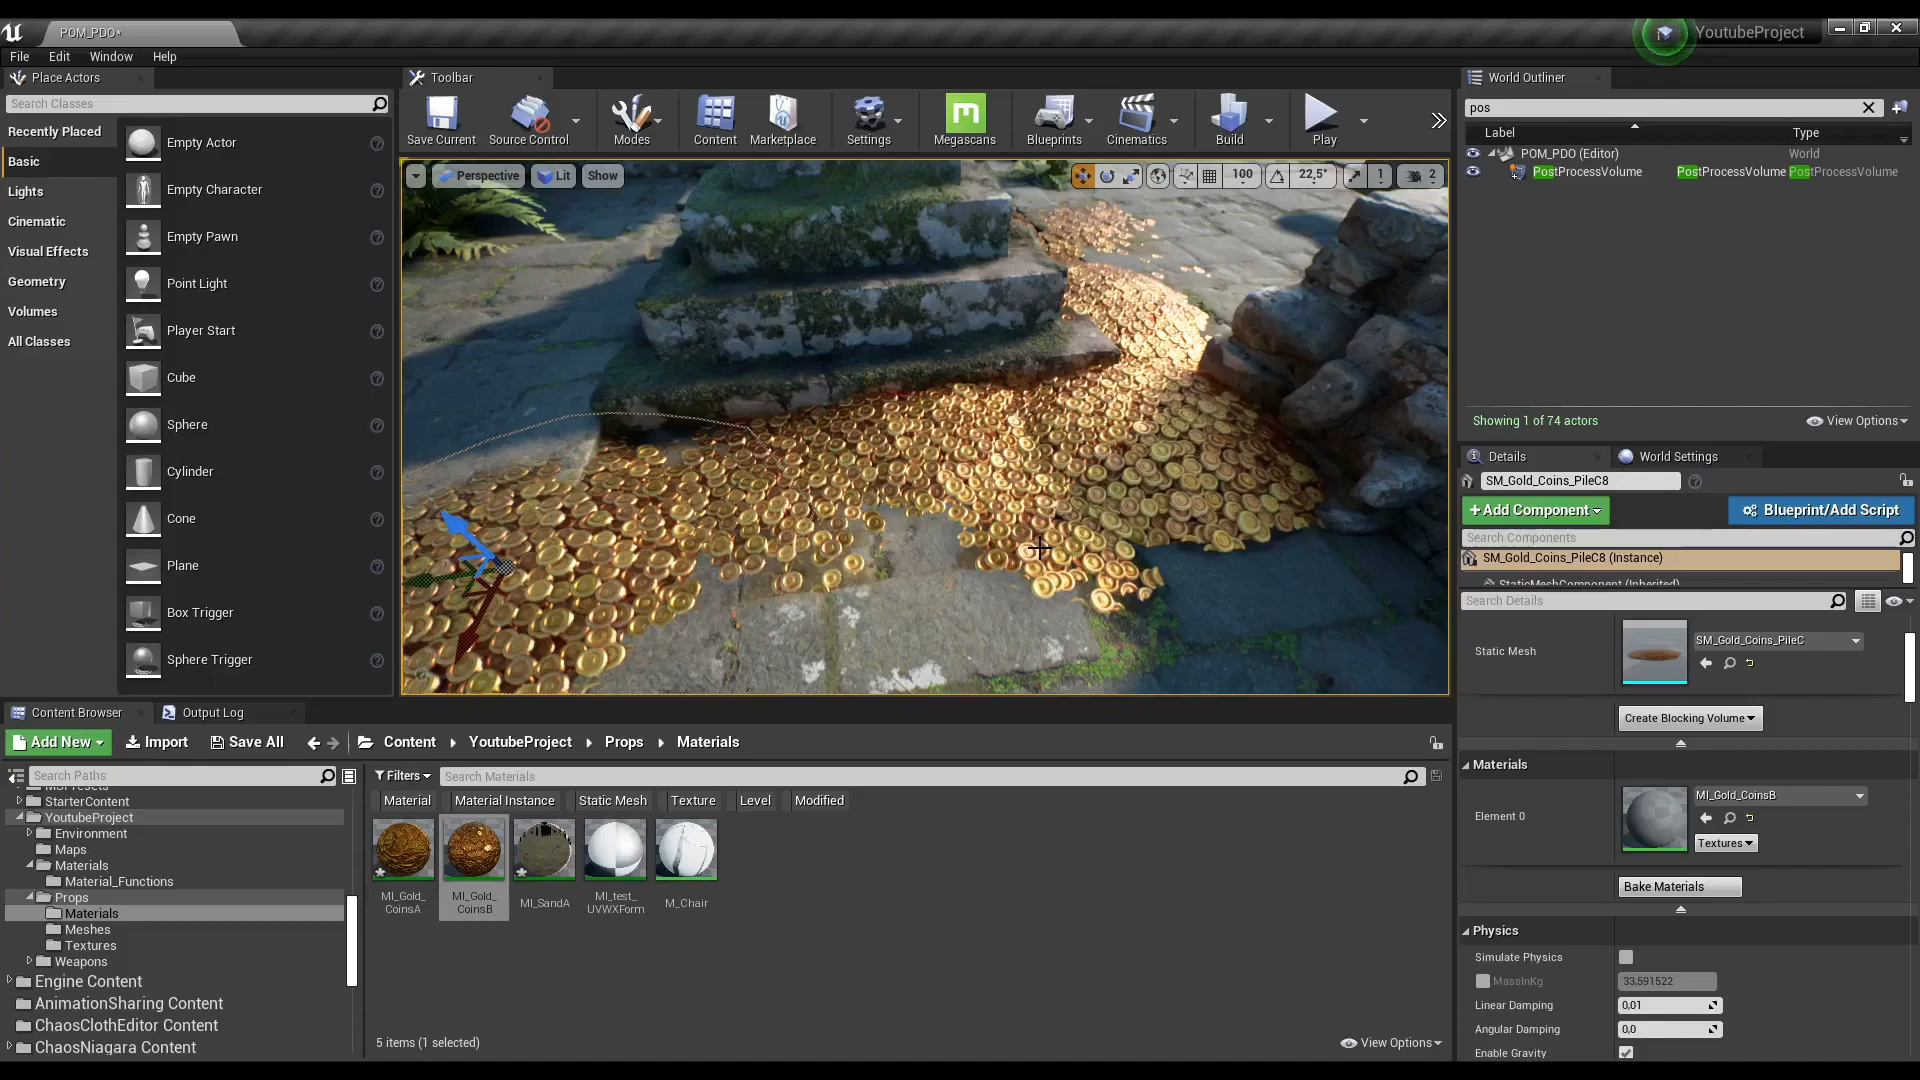 POM_PDO*
YoutubeProject
File Edit Window Help
Place Actors
Search Classes
Recently Placed
Basic
Lights
Cinematic
Visual Effects
Geometry
Volumes
All Classes
Empty Actor
Empty Character
Empty Pawn
Point Light
Player Start
Cube
Sphere
Cylinder
Cone
Plane
Box Trigger
Sphere Trigger
Toolbar
Save Current
Source Control
Modes
Content
Marketplace
Settings
Megascans
Blueprints
Cinematics
Build
Play
Perspective
Lit
Show
100
22,5°
1
2
World Outliner
pos
Label Type
POM_PDO (Editor) World
PostProcessVolume PostProcessVolume PostProcessVolume
Showing 1 of 74 actors
View Options
Details
World Settings
SM_Gold_Coins_PileC8
+Add Component
Blueprint/Add Script
Search Components
SM_Gold_Coins_PileC8 (Instance)
StaticMeshComponent (Inherited)
Search Details
Static Mesh
SM_Gold_Coins_PileC
Create Blocking Volume
Materials
Element 0
MI_Gold_CoinsB
Textures
Bake Materials
Physics
Simulate Physics
MassInKg 33,591522
Linear Damping 0,01
Angular Damping 0,0
Enable Gravity
Content Browser
Output Log
Add New
Import
Save All
Content YoutubeProject Props Materials
Search Paths
MSPresets
StarterContent
YoutubeProject
Environment
Maps
Materials
Material_Functions
Props
Materials
Meshes
Textures
Weapons
Engine Content
AnimationSharing Content
ChaosClothEditor Content
ChaosNiagara Content
Filters
Search Materials
Material
Material Instance
Static Mesh
Texture
Level
Modified
MI_Gold_
CoinsA
MI_Gold_
CoinsB
MI_SandA
MI_test_
UVWXForm
M_Chair
5 items (1 selected)
View Options